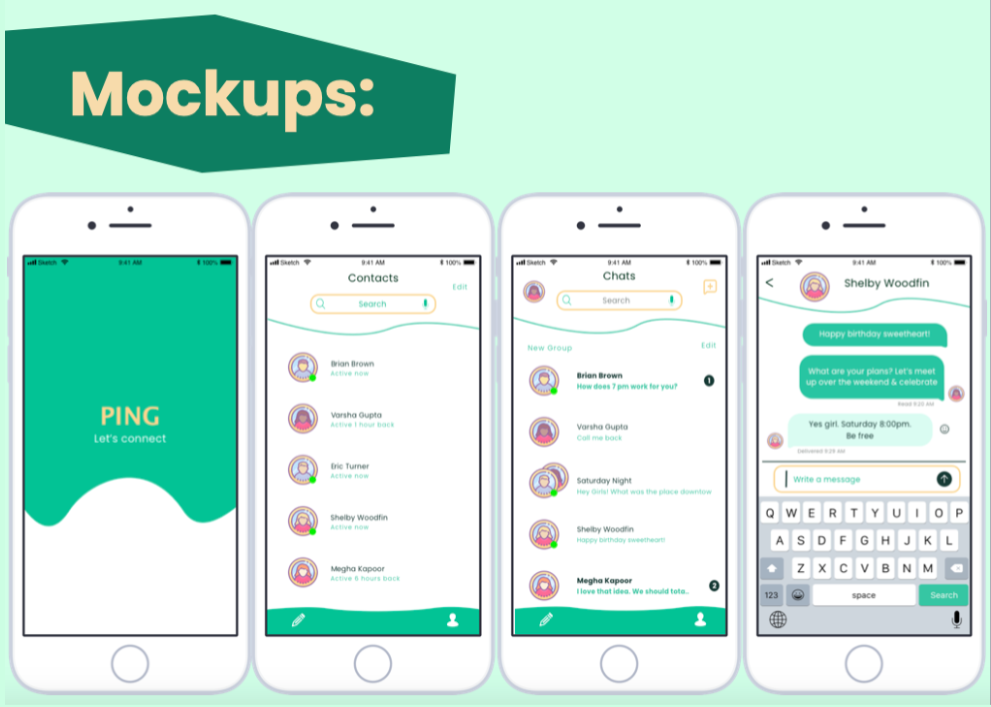 Mockups:
Sketch 9:41 AM 100%
PING
Let's connect
Sketch 9:41 AM 100%
Contacts
Edit
Search
Brian Brown
Active now
Varsha Gupta
Active 1 hour back
Eric Turner
Active now
Shelby Woodfin
Active now
Megha Kapoor
Active 6 hours back
Sketch 9:41 AM 100%
Chats
Search
New Group Edit
Brian Brown
How does 7 pm work for you?
1
Varsha Gupta
Call me back
Saturday Night
Hey Girls! What was the place downtow
Shelby Woodfin
Happy birthday sweetheart!
Megha Kapoor
I love that idea. We should tota..
2
Sketch 9:41 AM 100%
< Shelby Woodfin
Happy birthday sweetheart!
What are your plans? Let's meet
up over the weekend & celebrate
Read 9:22 AM
Yes girl. Saturday 8:00pm.
Be free
Delivered 9:29 AM
Write a message
Q W E R T Y U I O P
A S D F G H J K L
Z X C V B N M
123 space Search